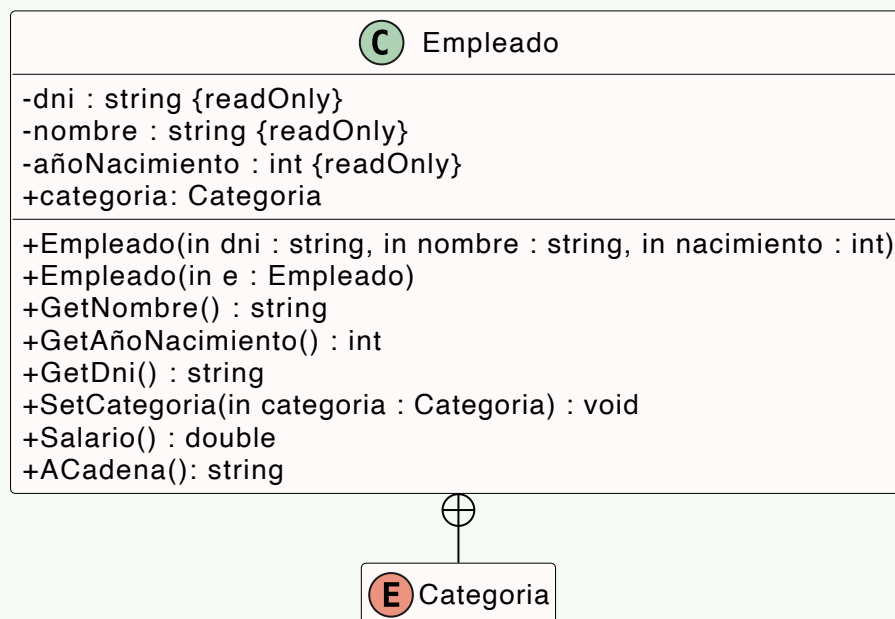 C Empleado
-dni : string {readOnly}
-nombre : string {readOnly}
-añoNacimiento : int {readOnly}
+categoria: Categoria
+Empleado(in dni : string, in nombre : string, in nacimiento : int)
+Empleado(in e : Empleado)
+GetNombre() : string
+GetAñoNacimiento() : int
+GetDni() : string
+SetCategoria(in categoria : Categoria) : void
+Salario() : double
+ACadena(): string
E Categoria